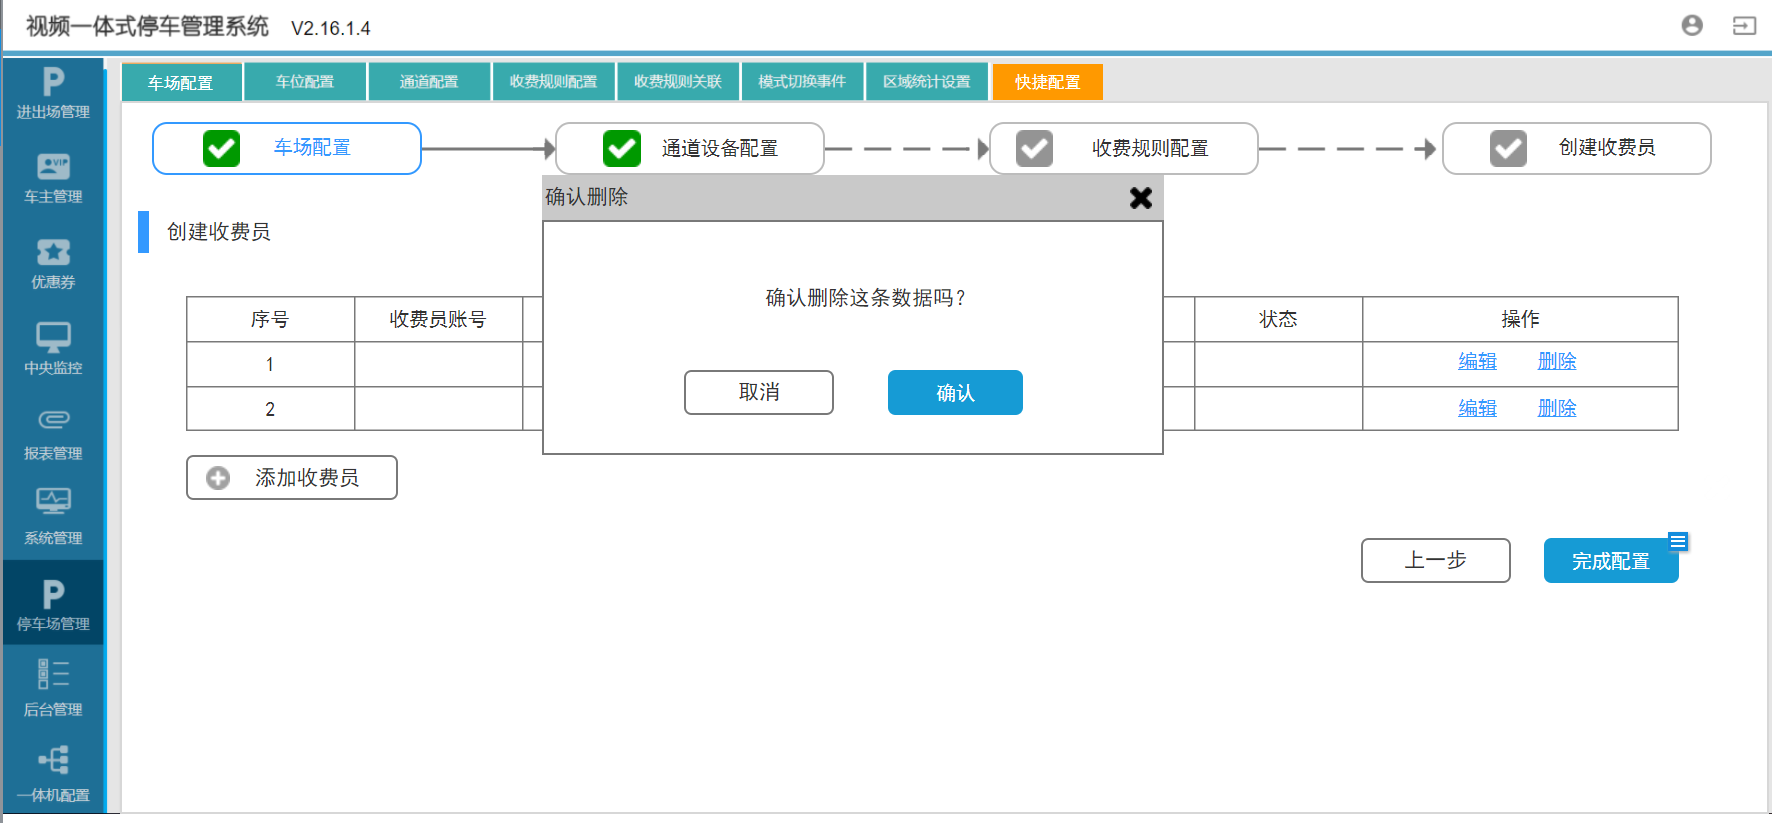 视频一体式停车管理系统 V2.16.1.4
车场配置 车位配置 通道配置 收费规则配置 收费规则关联 模式切换事件 区域统计设置 快捷配置
P
进出场管理
VIP
车主管理
优惠券
中央监控
报表管理
系统管理
P
停车场管理
后台管理
一体机配置
车场配置 通道设备配置 收费规则配置 创建收费员
创建收费员
序号 收费员账号 状态 操作
1 编辑 删除
2 编辑 删除
添加收费员
确认删除
确认删除这条数据吗?
取消 确认
上一步 完成配置